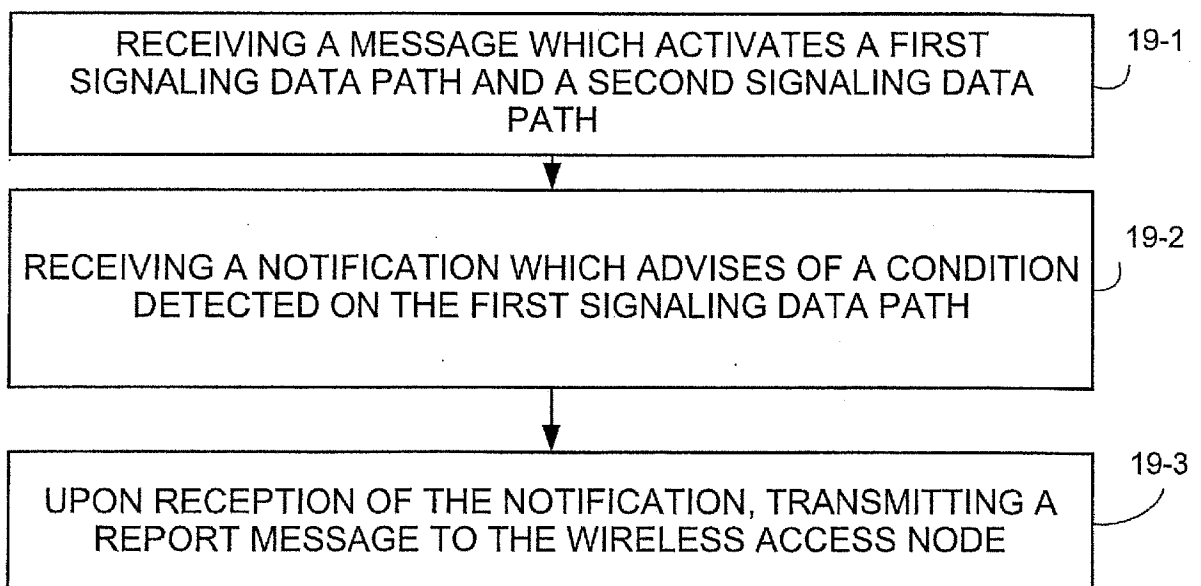 RECEIVING A MESSAGE WHICH ACTIVATES A FIRST
SIGNALING DATA PATH AND A SECOND SIGNALING DATA
PATH
19-1
RECEIVING A NOTIFICATION WHICH ADVISES OF A CONDITION
DETECTED ON THE FIRST SIGNALING DATA PATH
19-2
UPON RECEPTION OF THE NOTIFICATION, TRANSMITTING A
REPORT MESSAGE TO THE WIRELESS ACCESS NODE
19-3